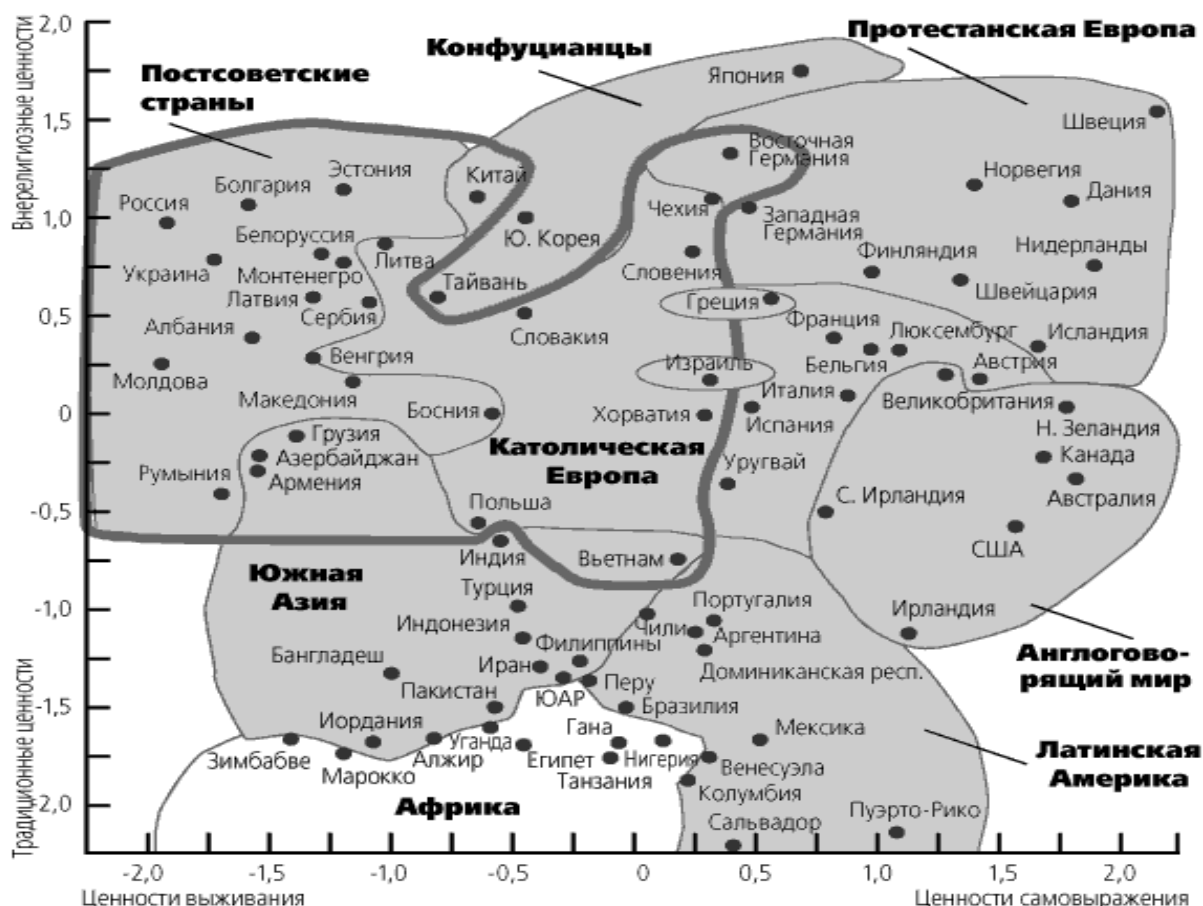 2,0
1,5
1,0
0,5
0
-0,5
-1,0
-1,5
-2,0
Внерелигиозные ценности
Традиционные ценности
Протестанская Европа
Конфуцианцы
Постсоветские
страны
Япония
Швеция
Восточная
Германия
Эстония
Китай
Норвегия
Болгария
Дания
Россия
Чехия
Западная
Германия
Ю. Корея
Белоруссия
Литва
Финляндия
Нидерланды
Украина
Монтенегро
Словения
Тайвань
Швейцария
Латвия
Сербия
Греция
Албания
Словакия
Франция
Люксембург
Исландия
Венгрия
Израиль
Бельгия
Австрия
Молдова
Македония
Босния
Италия
Великобритания
Хорватия
Испания
Грузия
Н. Зеландия
Азербайджан
Католическая
Европа
Уругвай
Канада
Румыния
Армения
С. Ирландия
Австралия
Польша
США
Индия
Вьетнам
Южная
Азия
Турция
Португалия
Ирландия
Индонезия
Чили
Аргентина
Филиппины
Бангладеш
Иран
Доминиканская респ.
Англогово-
рящий мир
Пакистан
ЮАР
Перу
Бразилия
Иордания
Гана
Мексика
Зимбабве
Алжир
Уганда
Египет
Нигерия
Венесуэла
Латинская
Америка
Марокко
Танзания
Колумбия
Африка
Сальвадор
Пуэрто-Рико
-2,0 -1,5 -1,0 -0,5 0 0,5 1,0 1,5 2,0
Ценности выживания Ценности самовыражения